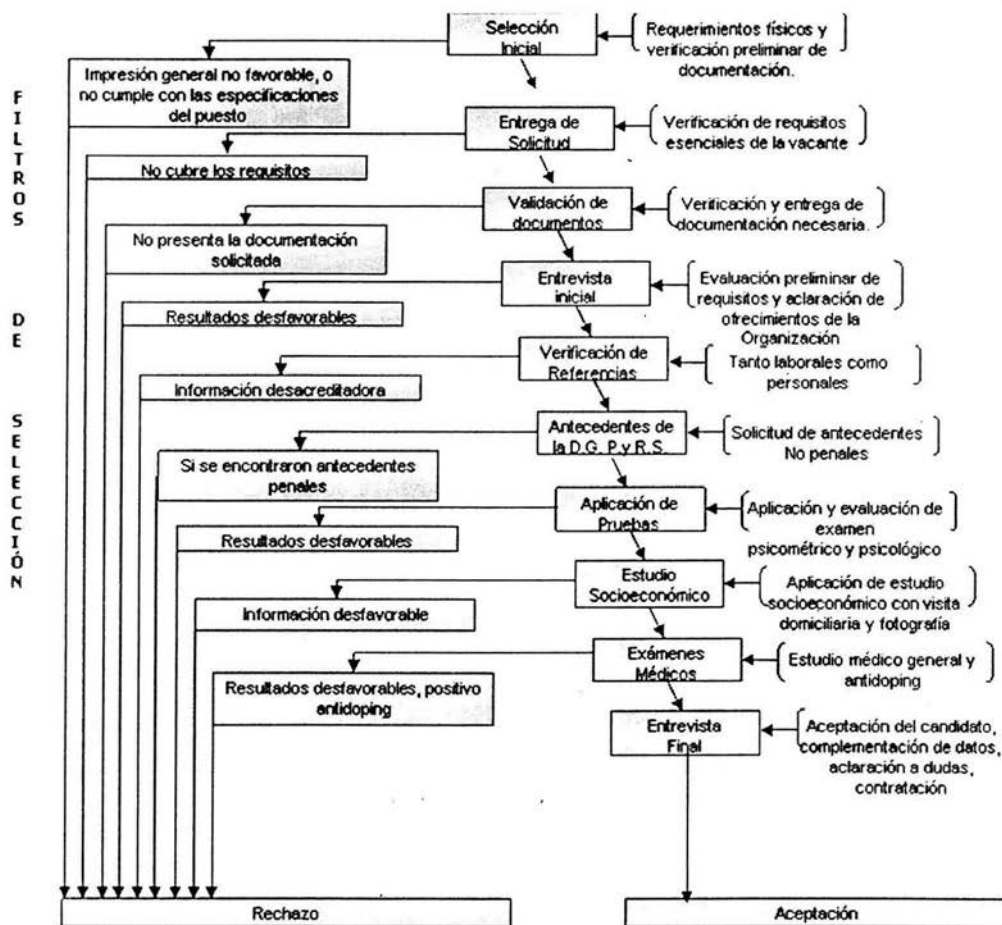 FILTROS
DE
SELECCIÓN
Selección
Inicial
Requerimientos físicos y
verificación preliminar de
documentación.
Impresión general no favorable, o
no cumple con las especificaciones
del puesto
Entrega de
Solicitud
Verificación de requisitos
esenciales de la vacante
No cubre los requisitos
Validación de
documentos
Verificación y entrega de
documentación necesaria.
No presenta la documentación
solicitada
Entrevista
inicial
Evaluación preliminar de
requisitos y aclaración de
ofrecimientos de la
Organización
Resultados desfavorables
Verificación de
Referencias
Tanto laborales como
personales
Información desacreditadora
Antecedentes de
la D.G. P.y R.S.
Solicitud de antecedentes
No penales
Si se encontraron antecedentes
penales
Aplicación de
Pruebas
Aplicación y evaluación de
examen
psicométrico y psicológico
Resultados desfavorables
Estudio
Socioeconómico
Aplicación de estudio
socioeconómico con visita
domiciliaria y fotografía
Información desfavorable
Exámenes
Médicos
Estudio médico general y
antidoping
Resultados desfavorables, positivo
antidoping
Entrevista
Final
Aceptación del candidato,
complementación de datos,
aclaración a dudas,
contratación
Rechazo
Aceptación